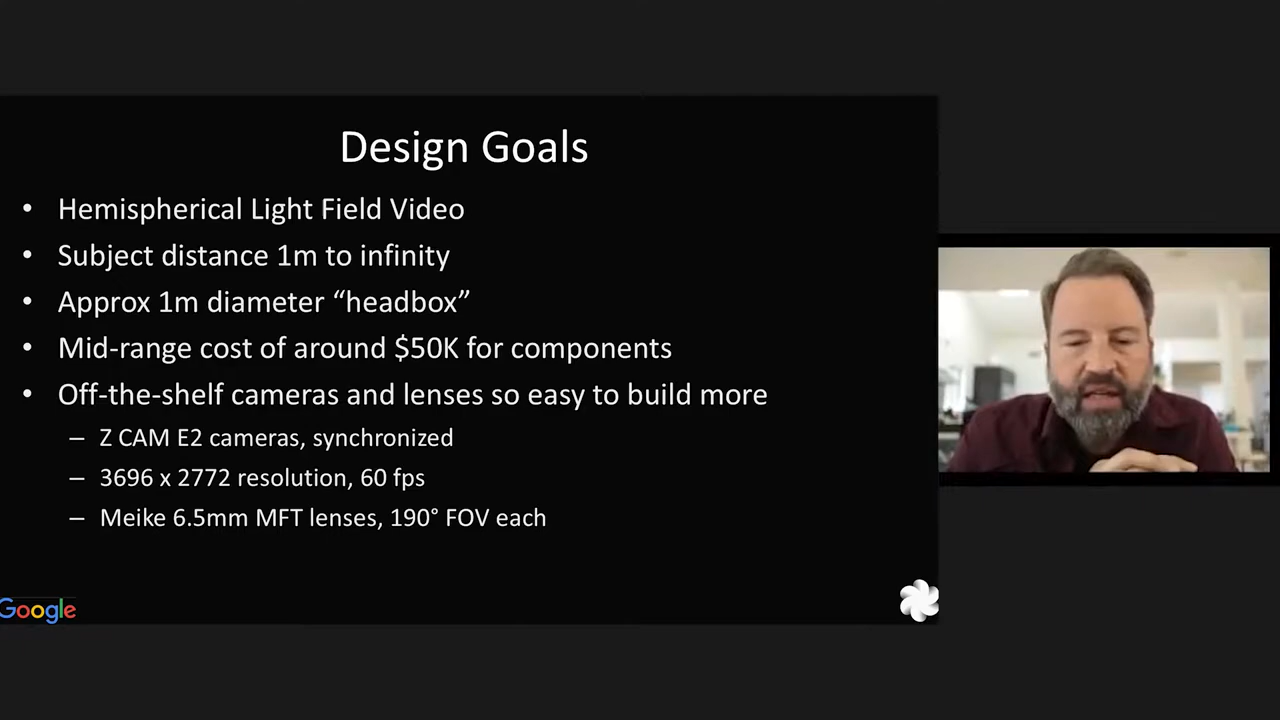 Design Goals
• Hemispherical Light Field Video
• Subject distance 1m to infinity
• Approx 1m diameter “headbox”
• Mid-range cost of around $50K for components
• Off-the-shelf cameras and lenses so easy to build more
– Z CAM E2 cameras, synchronized
– 3696 x 2772 resolution, 60 fps
– Meike 6.5mm MFT lenses, 190° FOV each
Google